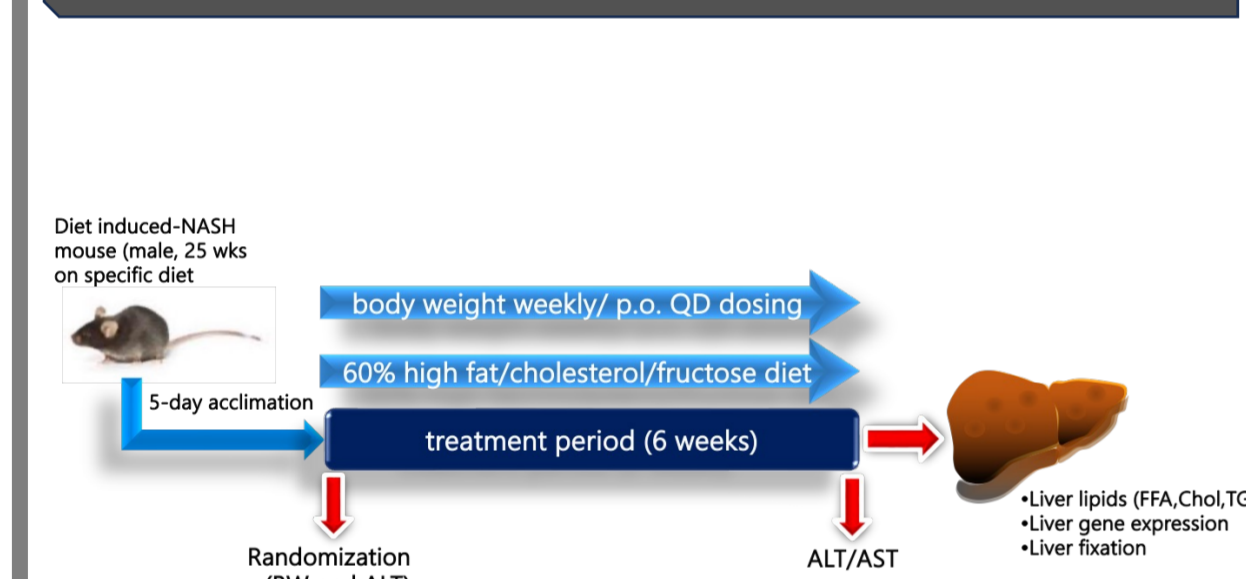 Diet induced-NASH
mouse (male, 25 wks
on specific diet
body weight weekly/ p.o. QD dosing
60% high fat/cholesterol/fructose diet
5-day acclimation
treatment period (6 weeks)
•Liver lipids (FFA,Chol,TG
•Liver gene expression
•Liver fixation
Randomization
ALT/AST